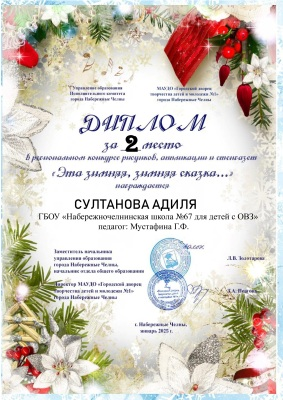 Управление образования
Исполнительного комитета
города Набережные Челны
МАУДО «Городской дворец
творчества детей и молодежи №1»
города Набережные Челны
ДИПЛОМ
за 2 место
в региональном конкурсе рисунков, аппликации и стенгазет
«Эта зимняя, зимняя сказка...»
награждается
СУЛТАНОВА АДИЛЯ
ГБОУ «Набережночелнинская школа №67 для детей с ОВЗ»
педагог: Мустафина Г.Ф.
Заместитель начальника
управления образования
города Набережные Челны,
начальник отдела общего образования
Л.В. Золотарева
Директор МАУДО «Городской дворец
творчества детей и молодежи №1»
города Набережные Челны
г. Набережные Челны,
январь 2025 г.